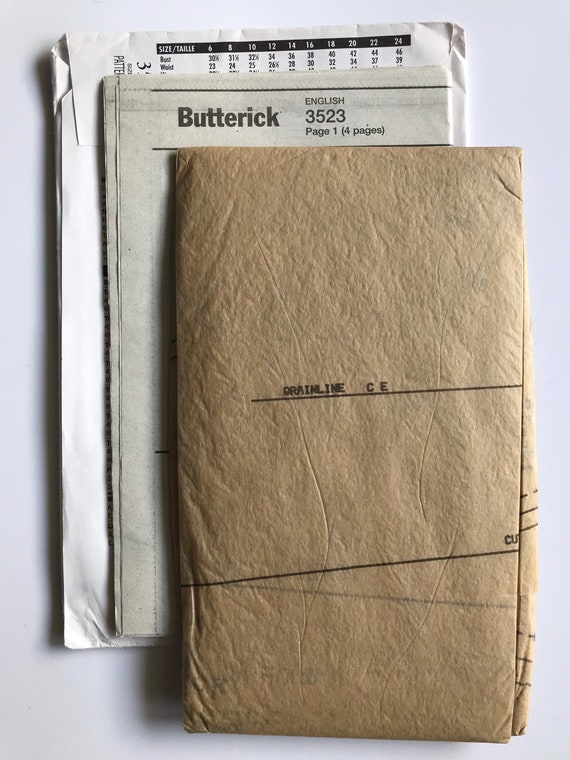 SIZE/TAILLE 6 8 10 12 14 16 18 20 22 24
Bust 30½ 31½ 32½ 34 36 38 40 42 44 46
Waist 23 24 25 26½ 28 30 32 34 37 39
ENGLISH
Butterick 3523
Page 1 (4 pages)
GRAINLINE C E
CU